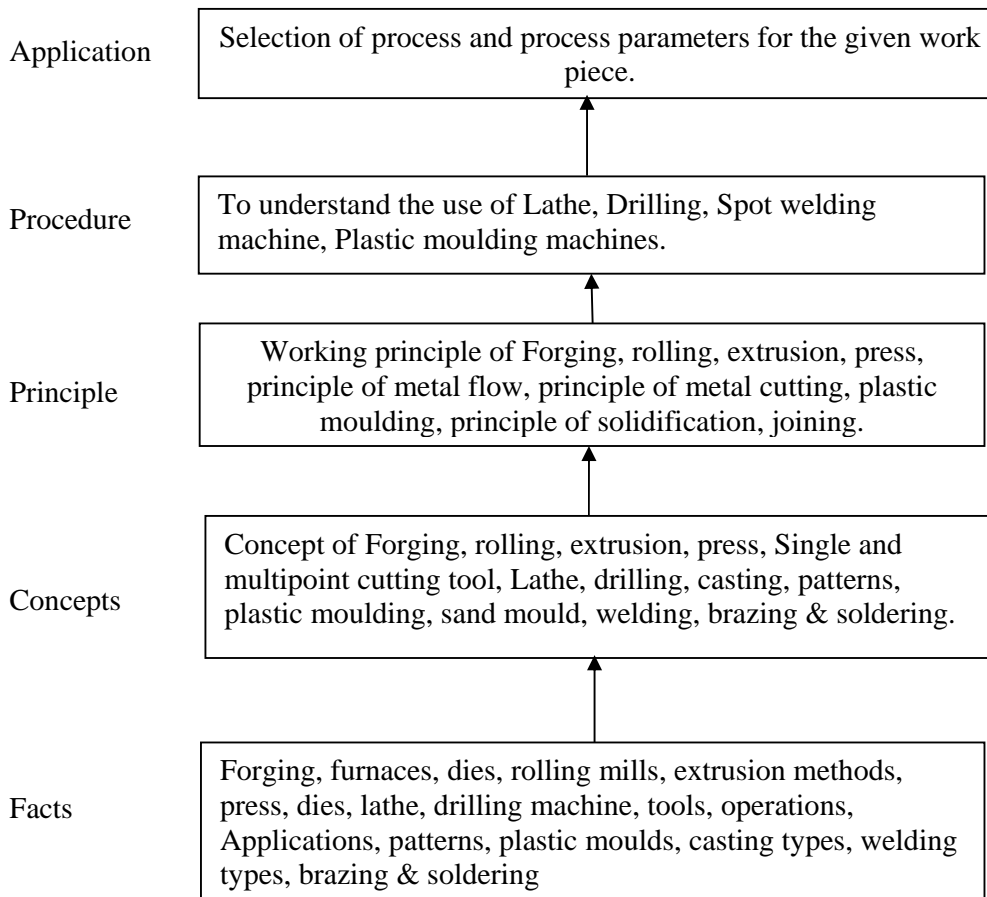 Application
Selection of process and process parameters for the given work
piece.
Procedure
To understand the use of Lathe, Drilling, Spot welding
machine, Plastic moulding machines.
Principle
Working principle of Forging, rolling, extrusion, press,
principle of metal flow, principle of metal cutting, plastic
moulding, principle of solidification, joining.
Concepts
Concept of Forging, rolling, extrusion, press, Single and
multipoint cutting tool, Lathe, drilling, casting, patterns,
plastic moulding, sand mould, welding, brazing & soldering.
Facts
Forging, furnaces, dies, rolling mills, extrusion methods,
press, dies, lathe, drilling machine, tools, operations,
Applications, patterns, plastic moulds, casting types, welding
types, brazing & soldering